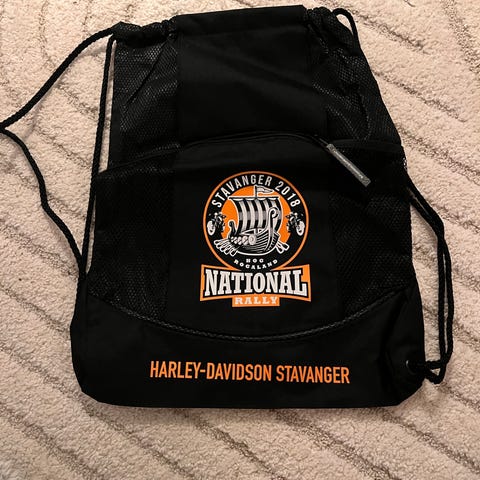 STAVANGER 2018
HOG
ROGALAND
NATIONAL
RALLY
HARLEY-DAVIDSON STAVANGER